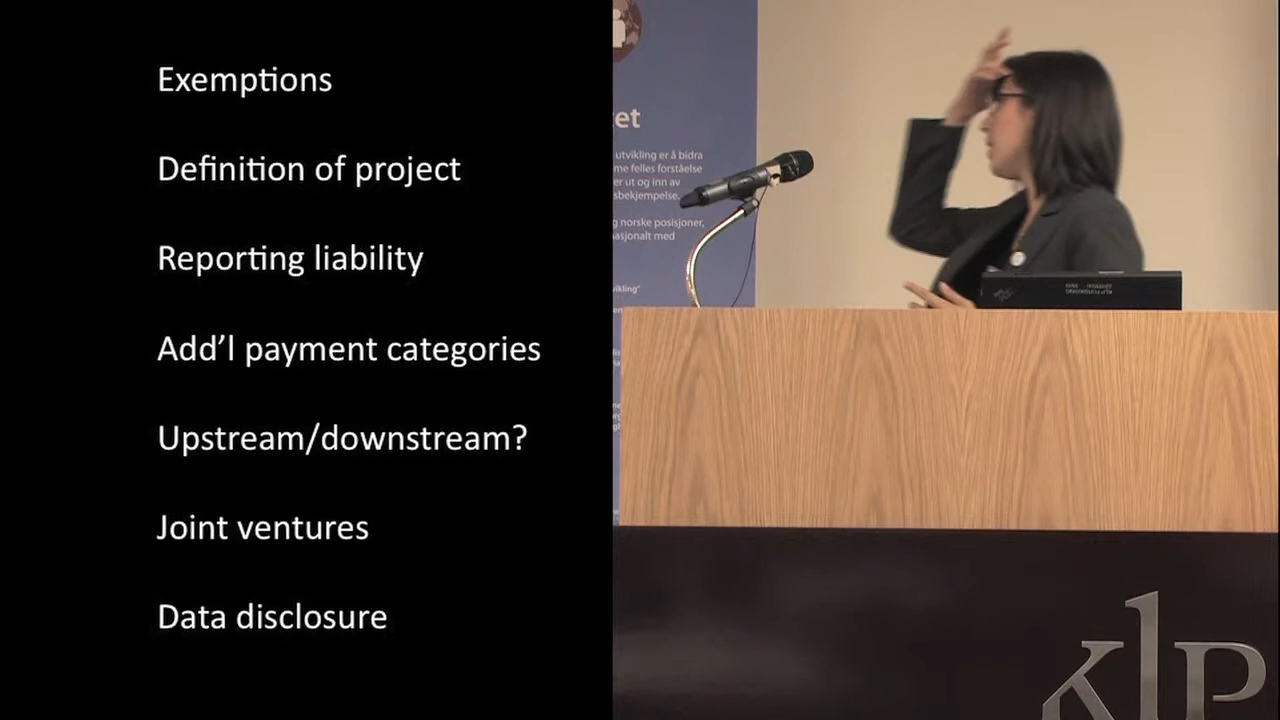 Exemptions
Definition of project
Reporting liability
Add'l payment categories
Upstream/downstream?
Joint ventures
Data disclosure
et
utvikling er å bidra
me felles forståelse
er ut og inn av
sbekjempelse.
g norske posisjoner,
asjonalt med
vikling"
klp